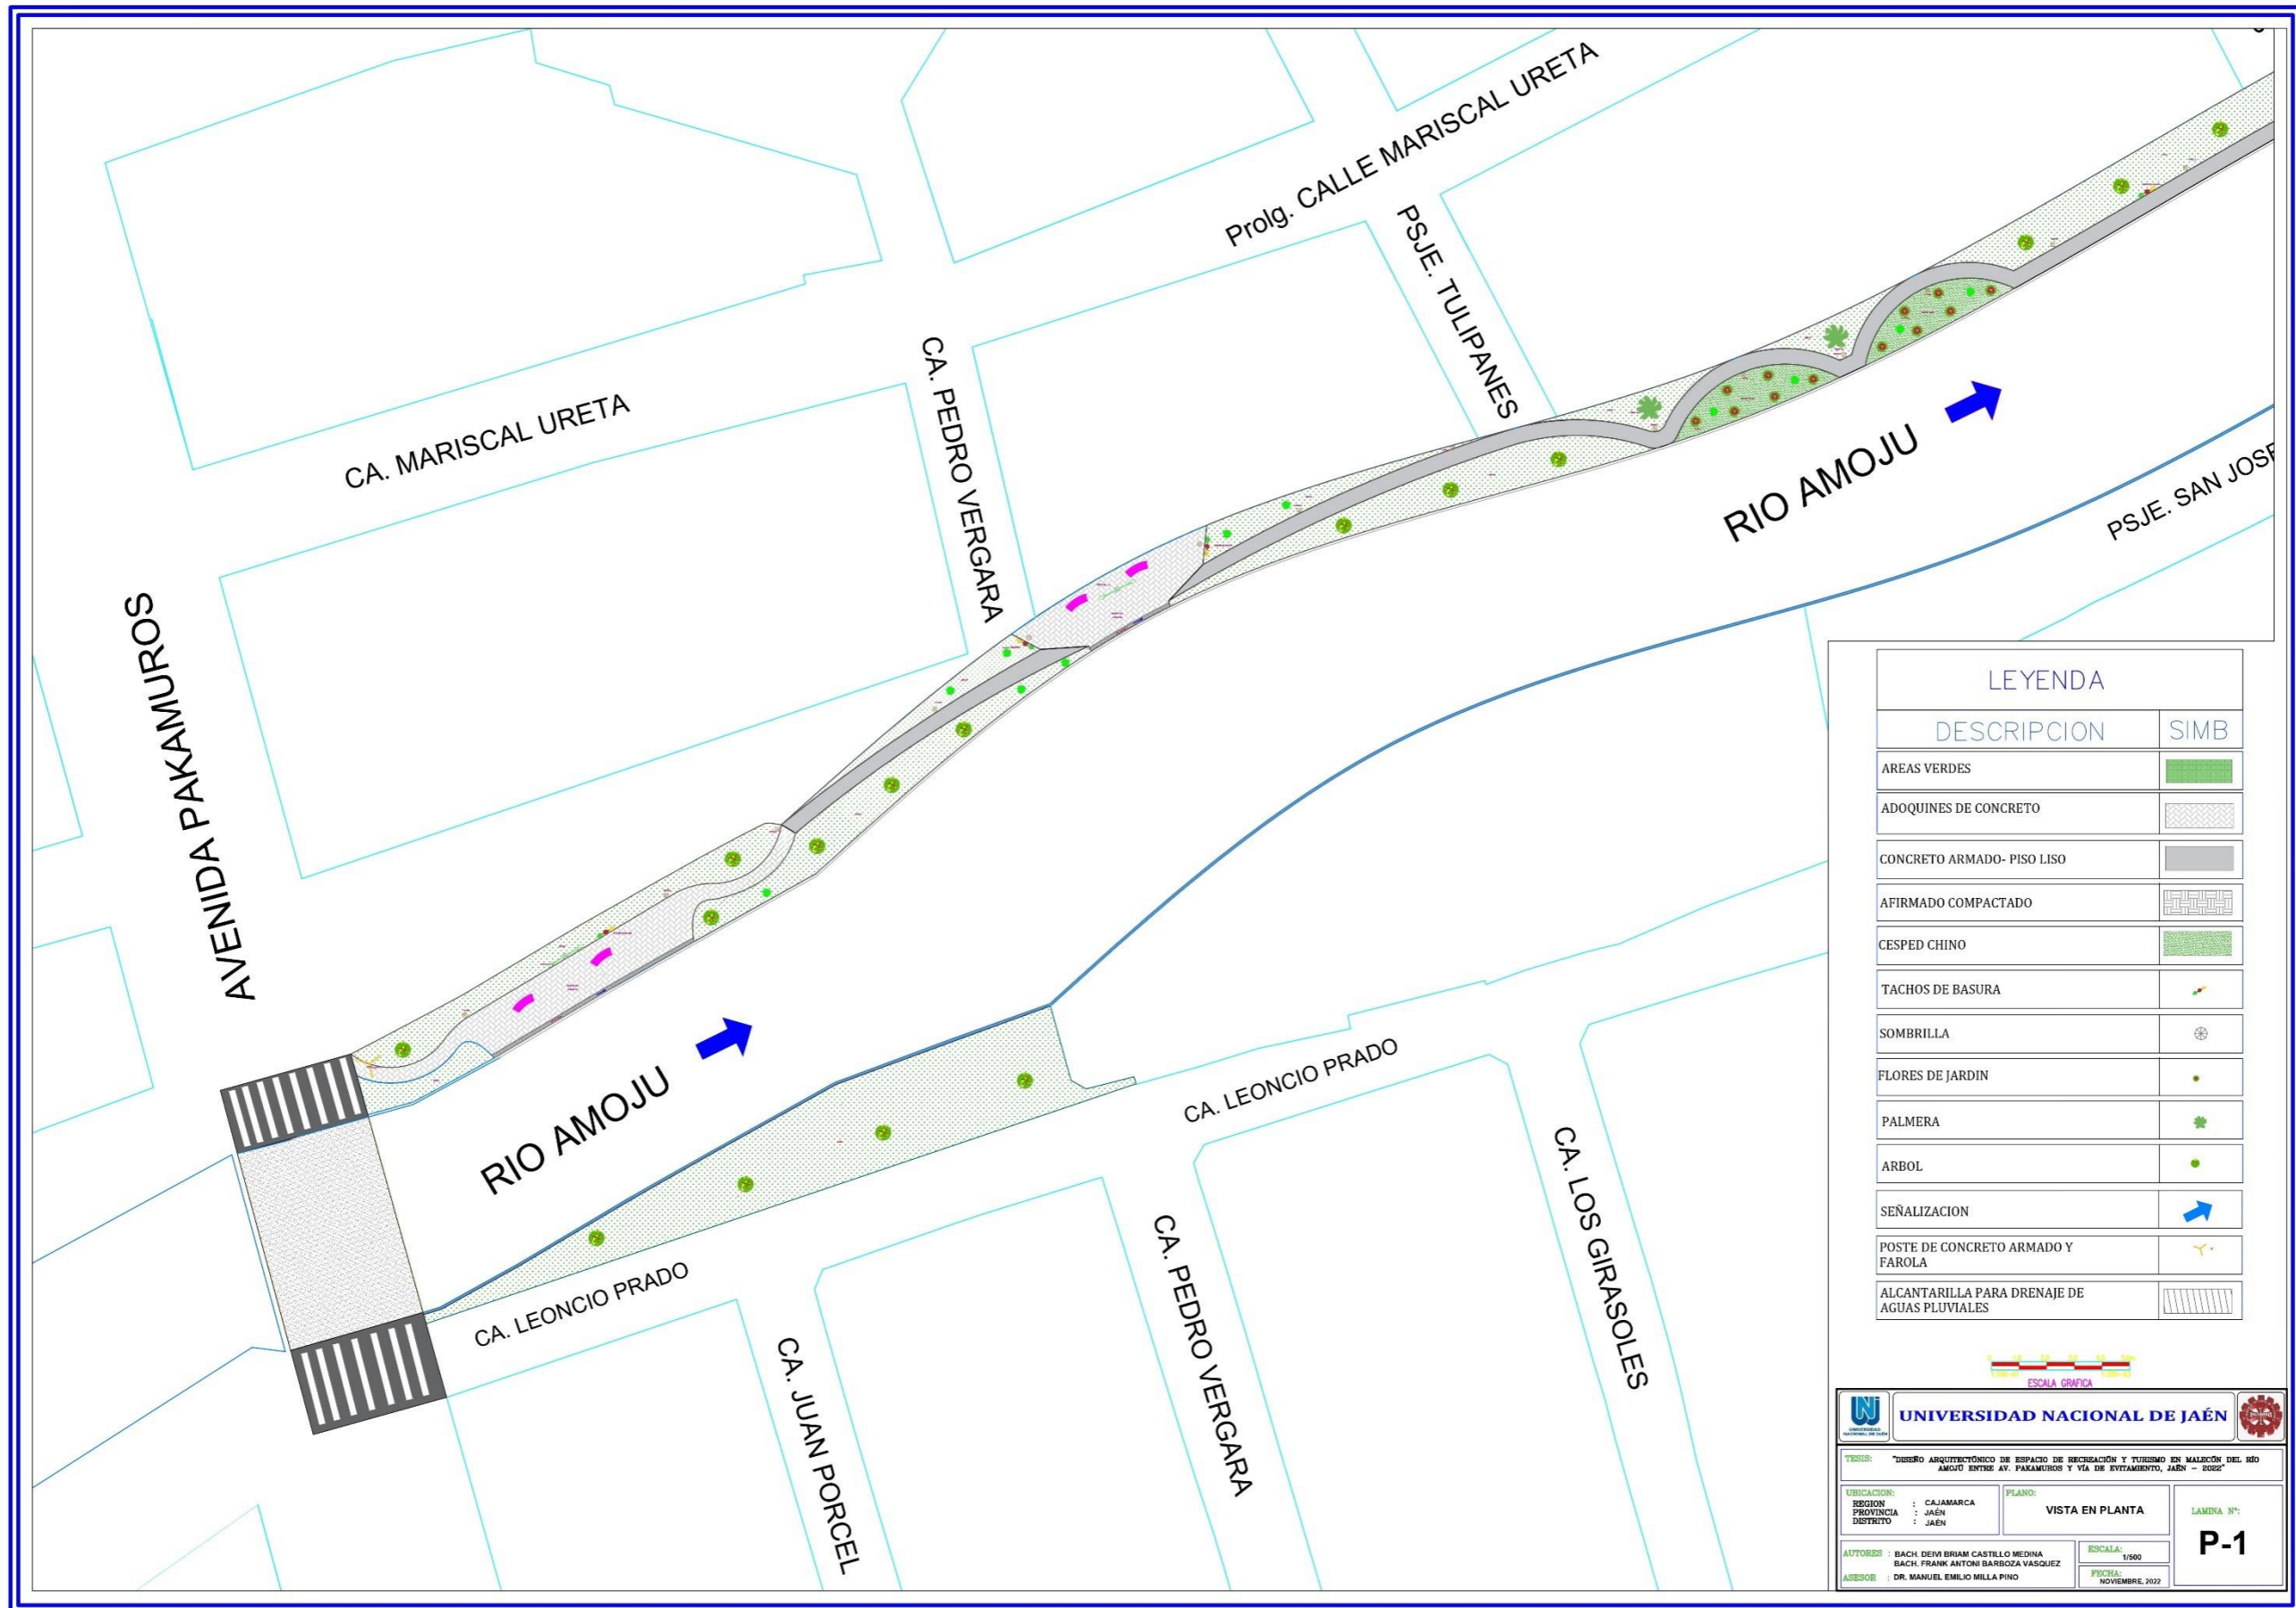 Prolg. CALLE MARISCAL URETA
PSJE. TULIPANES
CA. MARISCAL URETA
CA. PEDRO VERGARA
RIO AMOJU
PSJE. SAN JOSE
AVENIDA PAKAMUROS
RIO AMOJU
CA. LEONCIO PRADO
CA. LEONCIO PRADO
CA. JUAN PORCEL
CA. PEDRO VERGARA
CA. LOS GIRASOLES
LEYENDA
DESCRIPCION SIMB
AREAS VERDES
ADOQUINES DE CONCRETO
CONCRETO ARMADO- PISO LISO
AFIRMADO COMPACTADO
CESPED CHINO
TACHOS DE BASURA
SOMBRILLA
FLORES DE JARDIN
PALMERA
ARBOL
SEÑALIZACION
POSTE DE CONCRETO ARMADO Y
FAROLA
ALCANTARILLA PARA DRENAJE DE
AGUAS PLUVIALES
ESCALA GRAFICA
UNIVERSIDAD
NACIONAL DE JAÉN
UNIVERSIDAD NACIONAL DE JAÉN
TESIS: "DISEÑO ARQUITECTÓNICO DE ESPACIO DE RECREACIÓN Y TURISMO EN MALECÓN DEL RÍO
AMOJÚ ENTRE AV. PAKAMUROS Y VÍA DE EVITAMIENTO, JAÉN – 2022"
UBICACION:
REGION : CAJAMARCA
PROVINCIA : JAÉN
DISTRITO : JAÉN
PLANO:
VISTA EN PLANTA
LAMINA N°:
P-1
AUTORES : BACH. DEIVI BRIAM CASTILLO MEDINA
BACH. FRANK ANTONI BARBOZA VASQUEZ
ASESOR : DR. MANUEL EMILIO MILLA PINO
ESCALA:
1/500
FECHA:
NOVIEMBRE, 2022